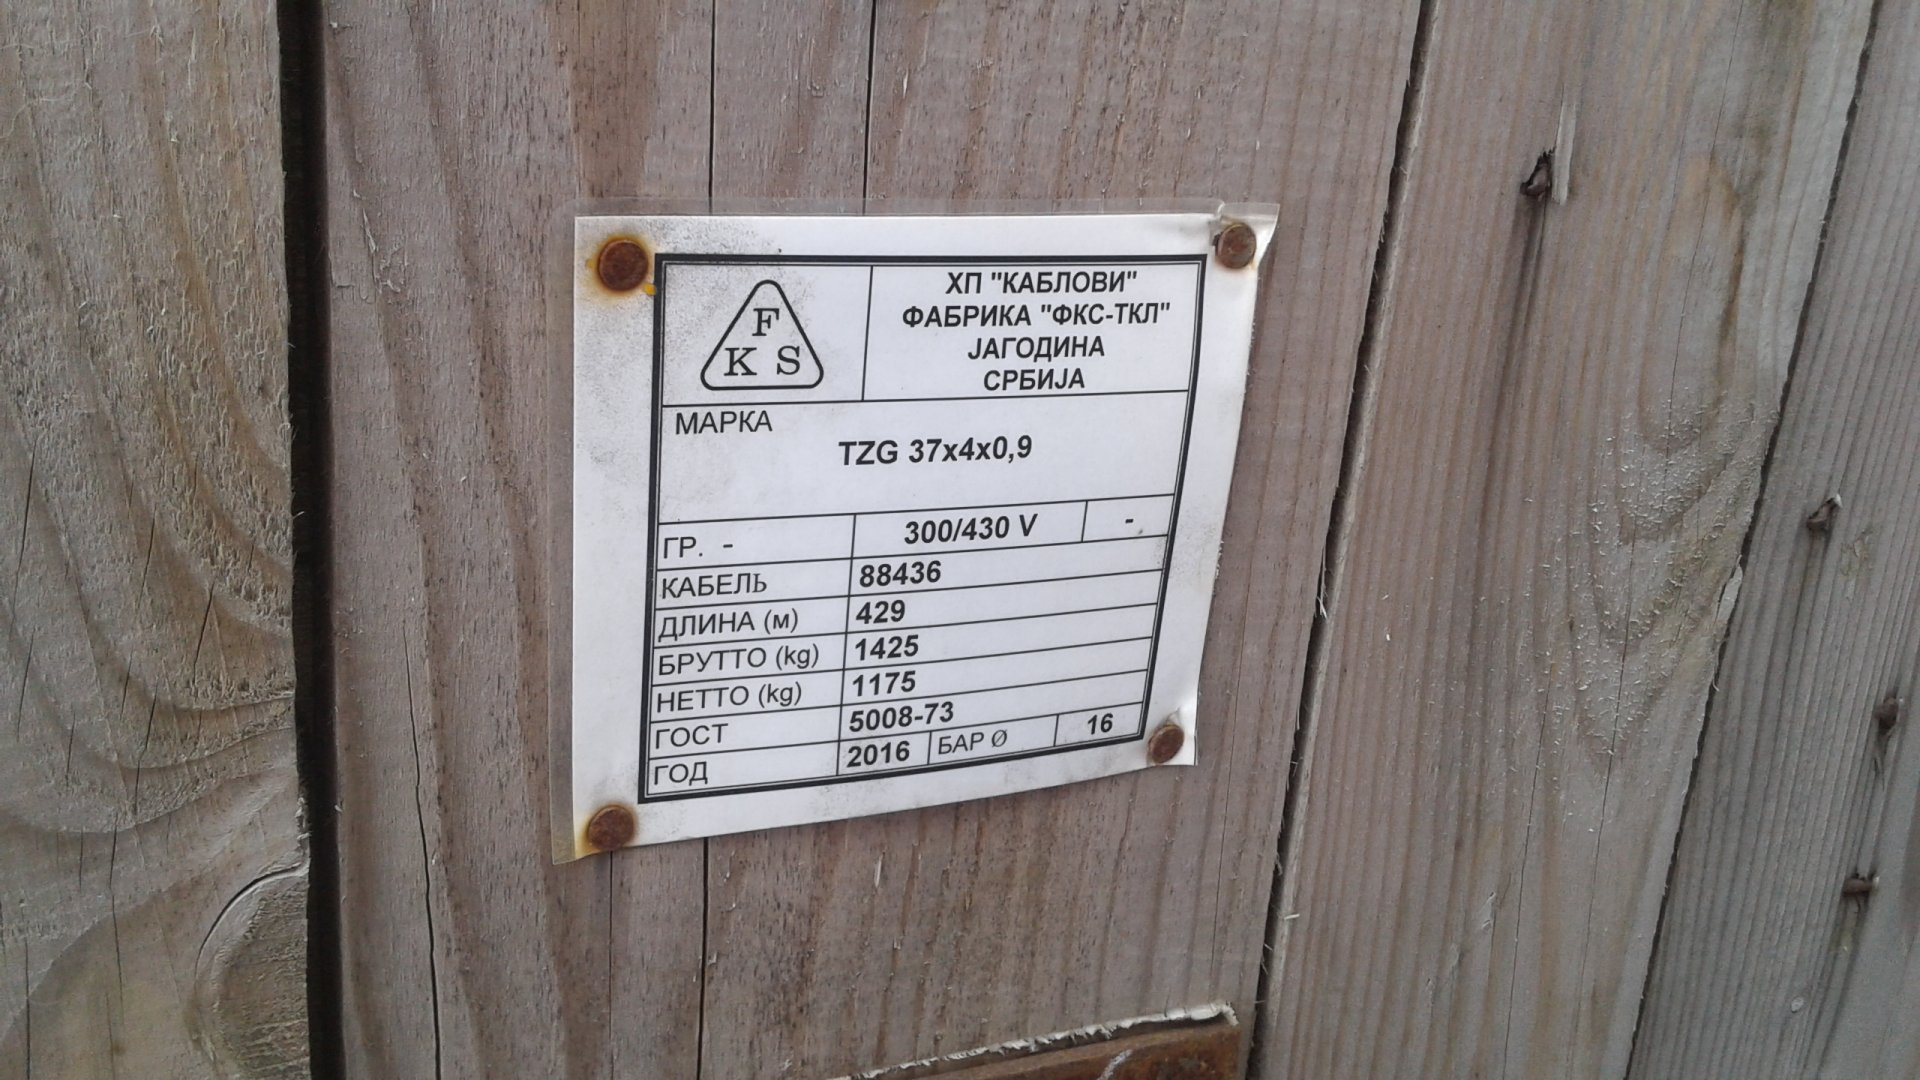 F
K S
ХП "КАБЛОВИ"
ФАБРИКА "ФКС-ТКЛ"
ЈАГОДИНА
СРБИЈА
МАРКА
TZG 37x4x0,9
ГР. - 300/430 V -
КАБЕЛЬ 88436
ДЛИНА (м) 429
БРУТТО (kg) 1425
НЕТТО (kg) 1175
ГОСТ 5008-73
ГОД 2016 БАР Ø 16